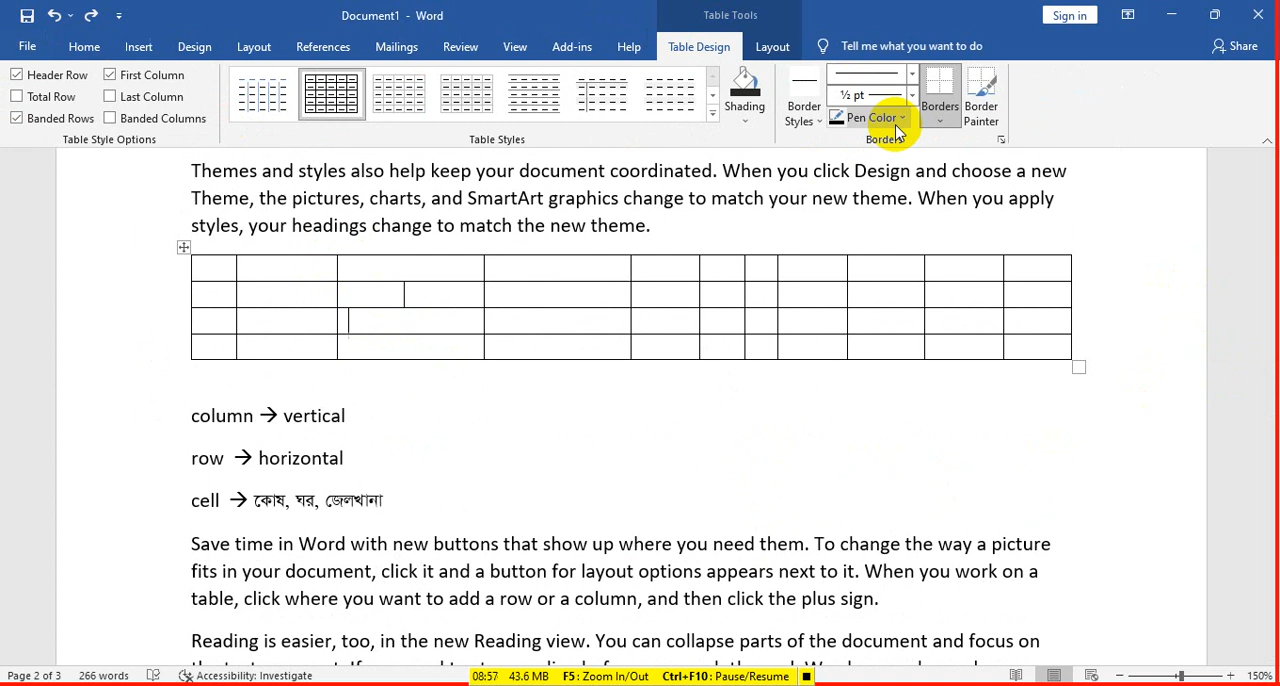 Document1 - Word
Table Tools
Sign in
File Home Insert Design Layout References Mailings Review View Add-ins Help Table Design Layout Tell me what you want to do Share
Header Row First Column
Total Row Last Column
Banded Rows Banded Columns
Table Style Options
Table Styles
Shading
Border Styles
½ pt
Pen Color
Borders
Border Painter
Borders
Themes and styles also help keep your document coordinated. When you click Design and choose a new
Theme, the pictures, charts, and SmartArt graphics change to match your new theme. When you apply
styles, your headings change to match the new theme.
column → vertical
row → horizontal
cell → কোষ, ঘর, জেলখানা
Save time in Word with new buttons that show up where you need them. To change the way a picture
fits in your document, click it and a button for layout options appears next to it. When you work on a
table, click where you want to add a row or a column, and then click the plus sign.
Reading is easier, too, in the new Reading view. You can collapse parts of the document and focus on
Page 2 of 3 266 words Accessibility: Investigate 08:57 43.6 MB F5: Zoom In/Out Ctrl+F10: Pause/Resume 150%